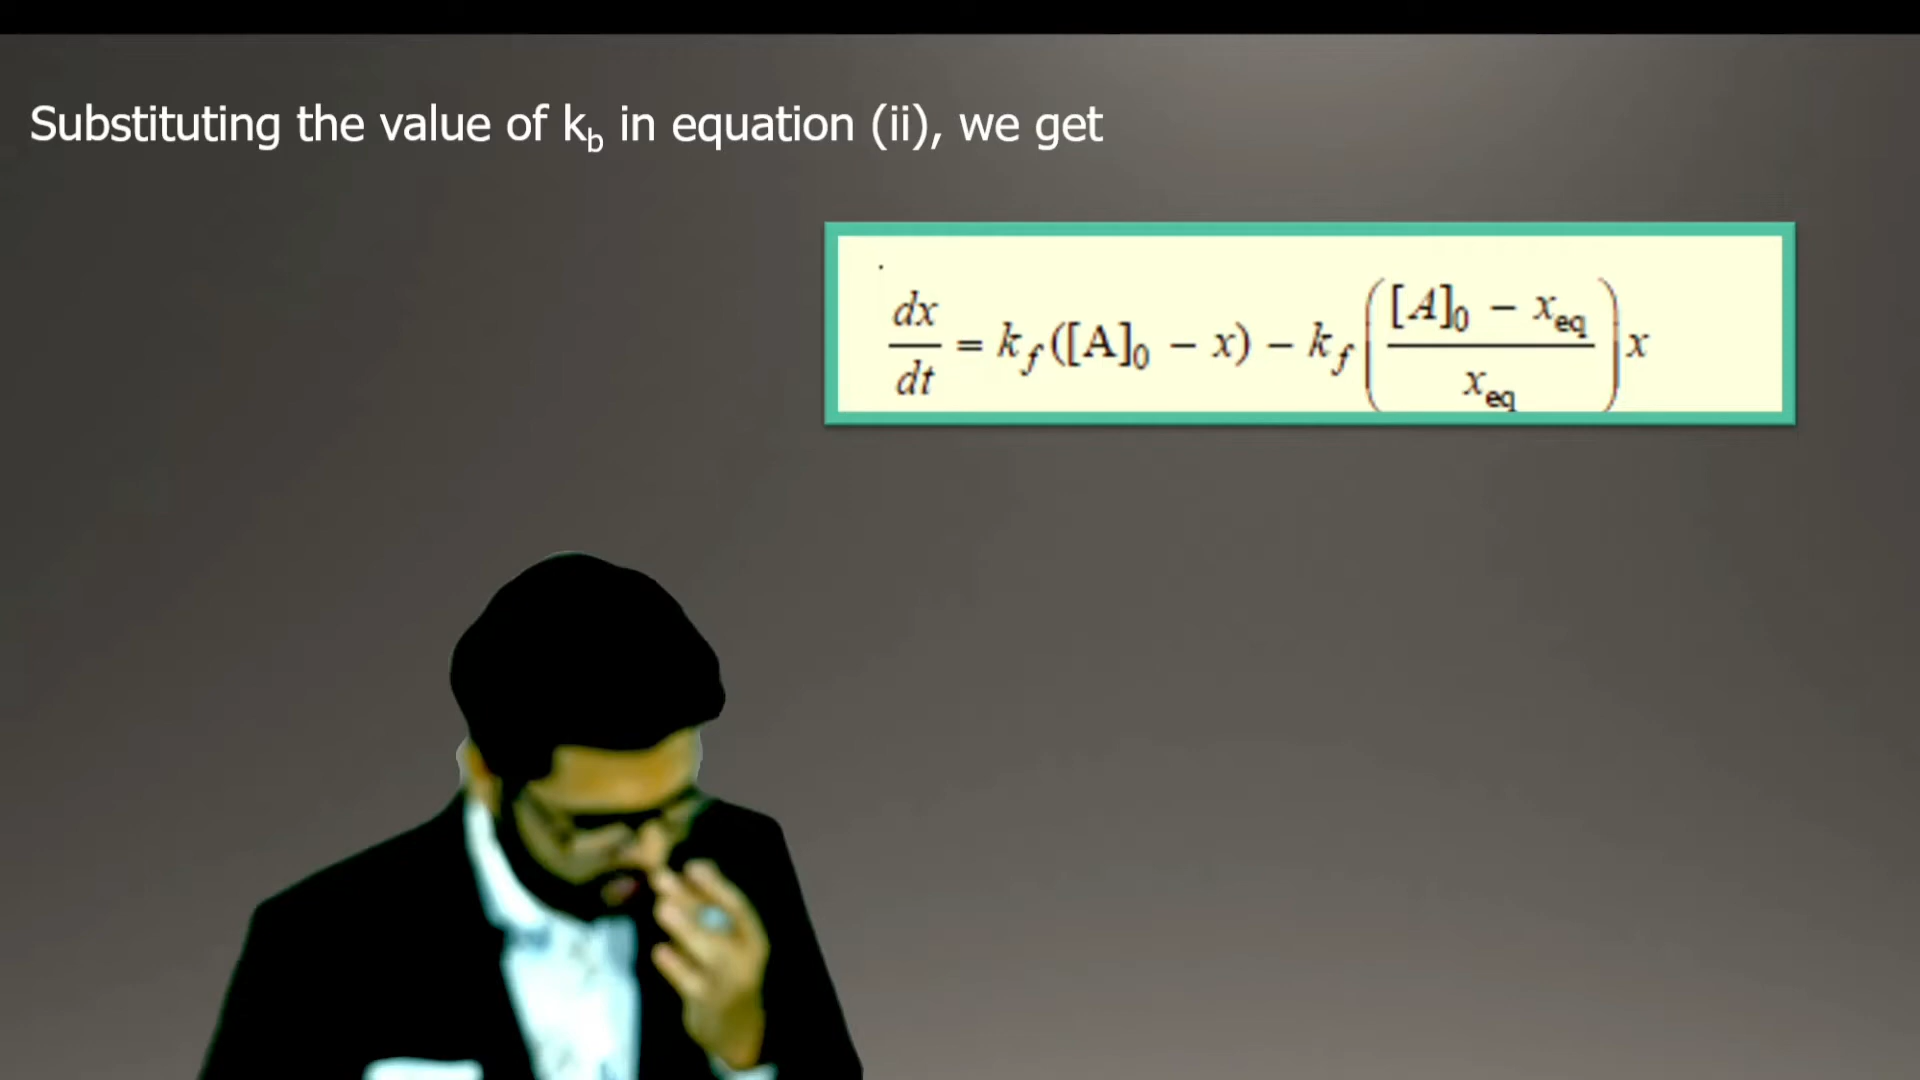 Substituting the value of k_b in equation (ii), we get
dx/dt = k_f([A]_0 − x) − k_f(([A]_0 − x_eq)/x_eq)x